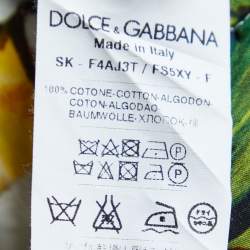 DOLCE & GABBANA
Made in Italy
SK - F4AJ3T / FS5XY - F
100% COTONE-COTTON-ALGODON
COTON-ALGODAO
BAUMWOLLE-ХЛОПОК
P
P